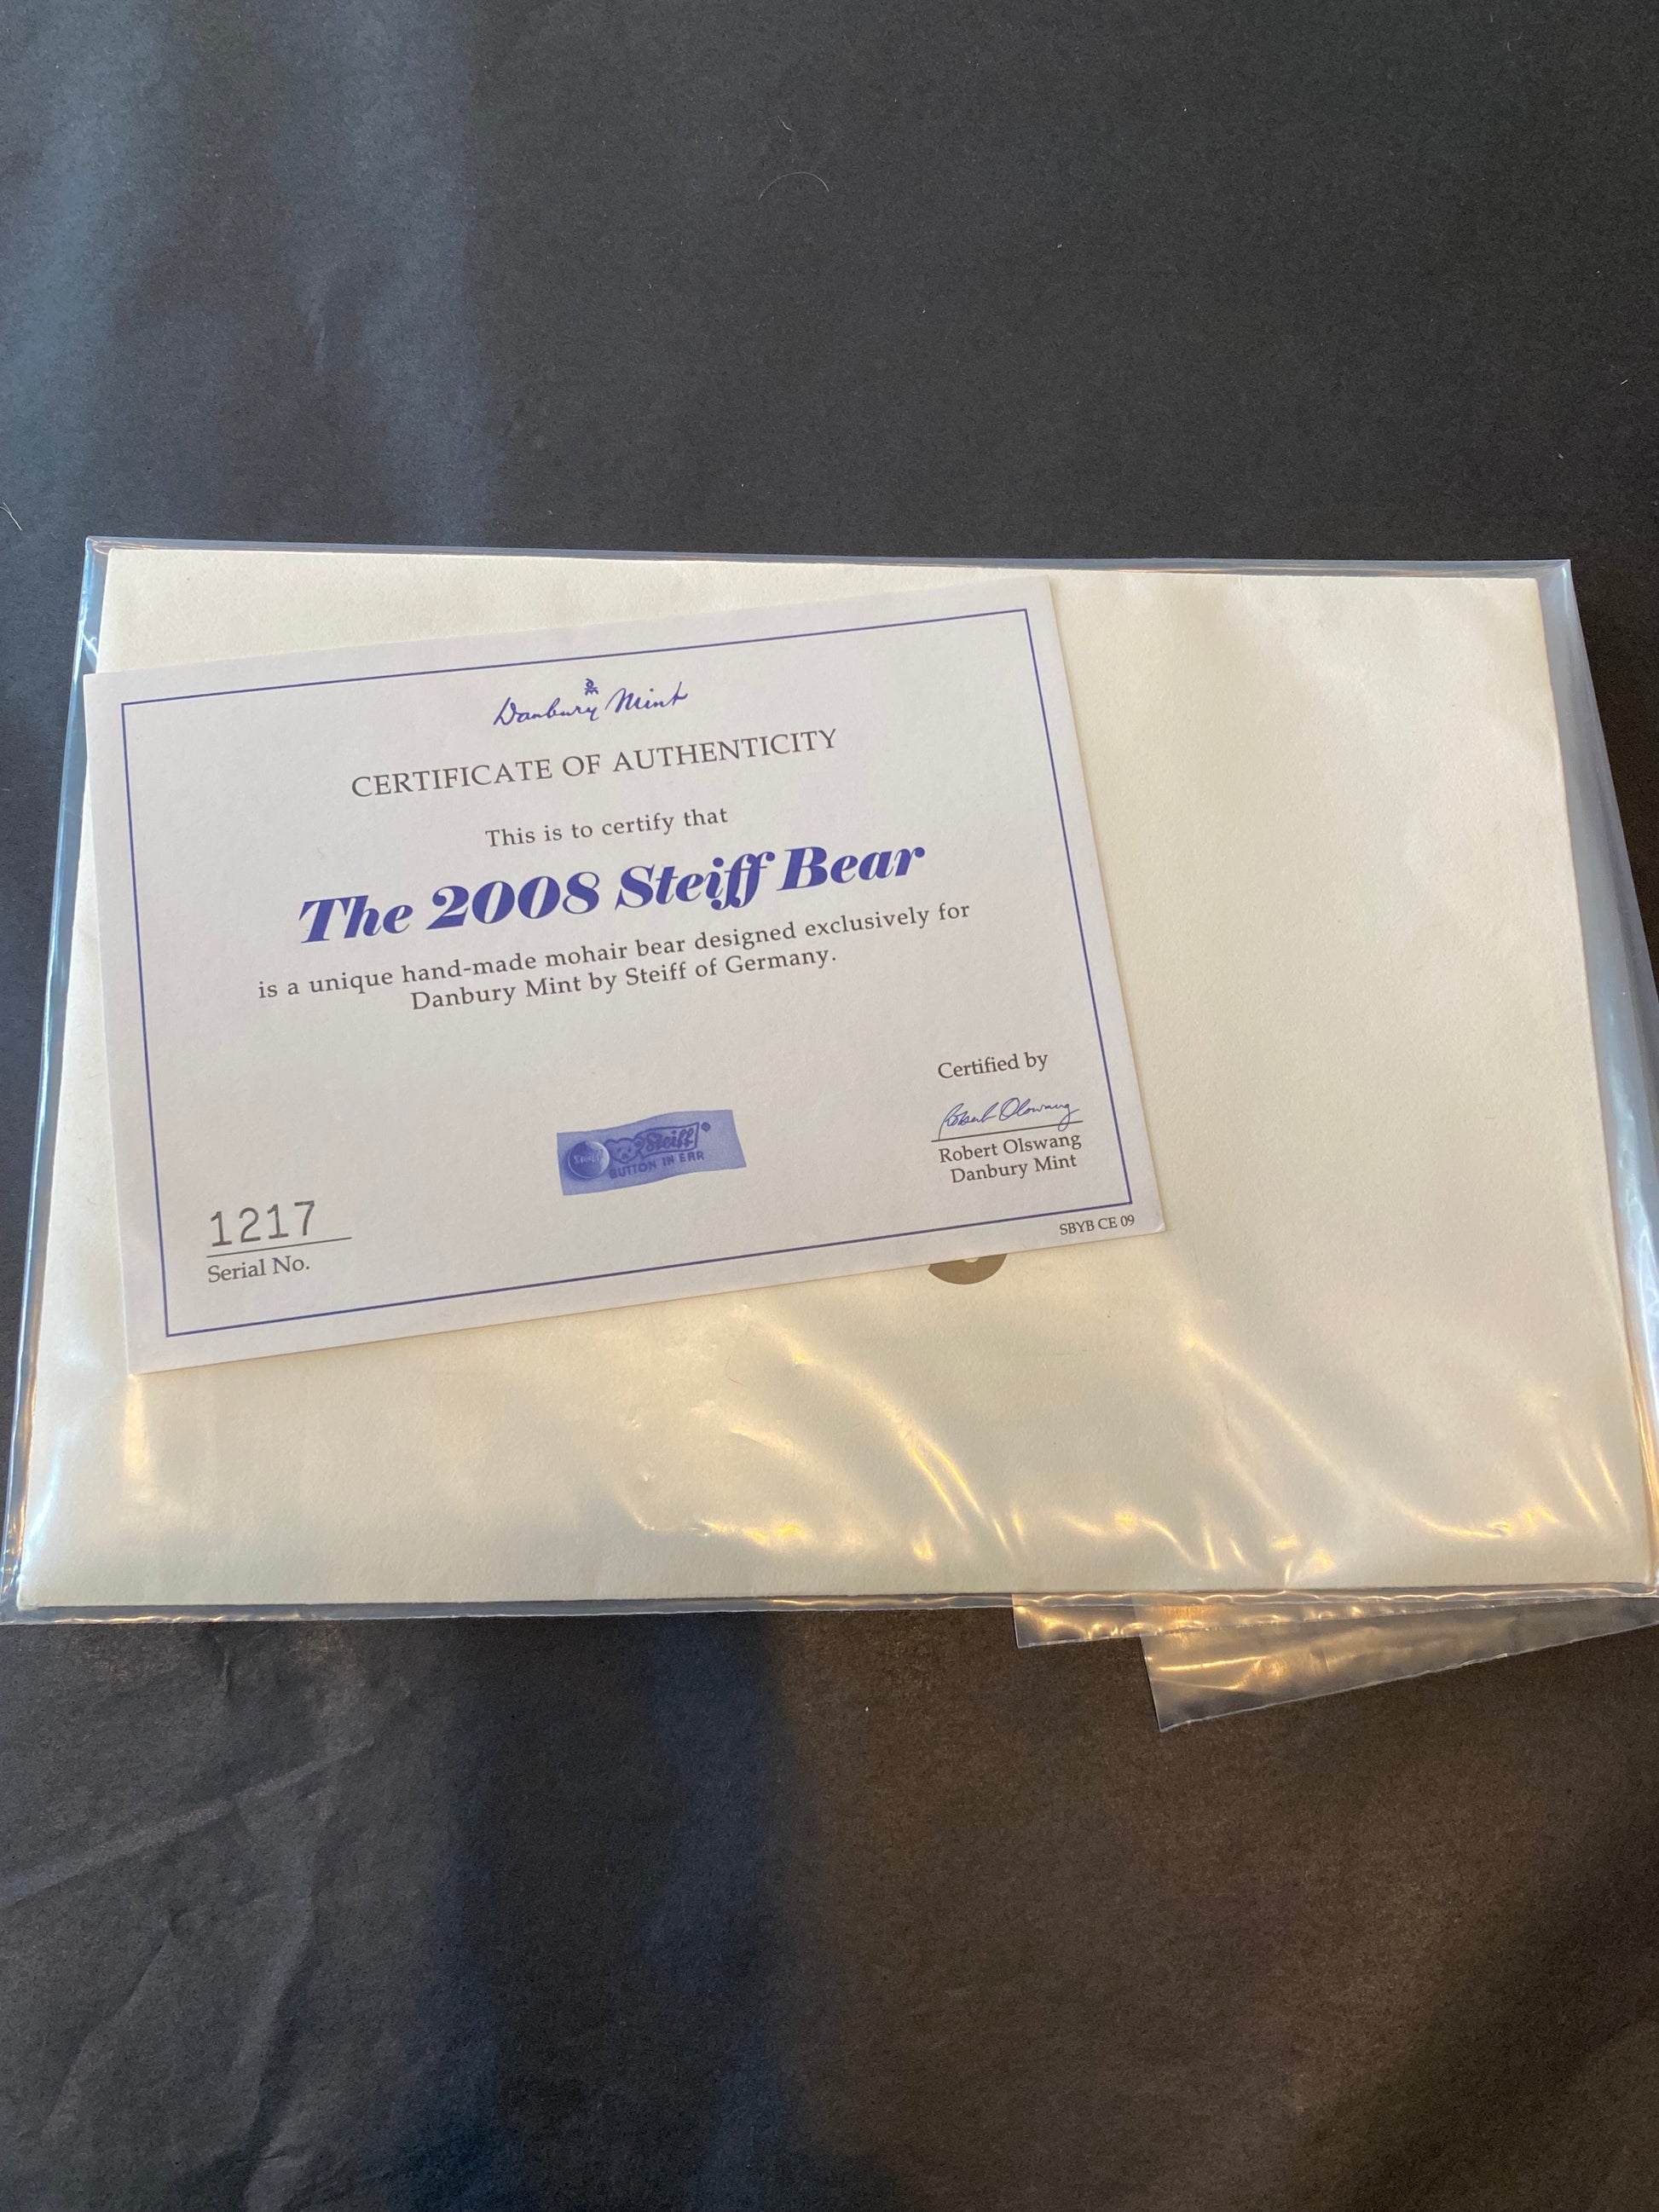 Danbury Mint
CERTIFICATE OF AUTHENTICITY
This is to certify that
The 2008 Steiff Bear
is a unique hand-made mohair bear designed exclusively for
Danbury Mint by Steiff of Germany.
Certified by
Robert Olswang
Robert Olswang
Danbury Mint
Steiff
Steiff
BUTTON IN EAR
1217
Serial No.
SBYB CE 09